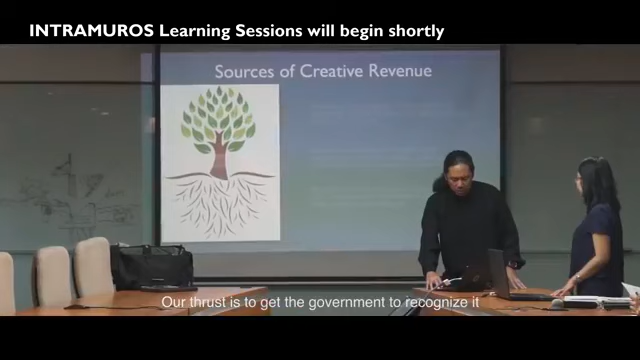 INTRAMUROS Learning Sessions will begin shortly
Sources of Creative Revenue
Our thrust is to get the government to recognize it